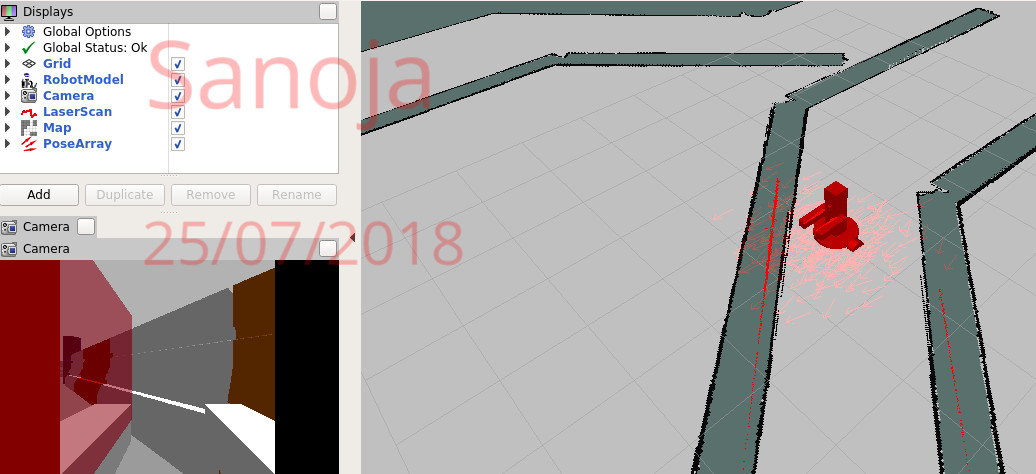 Displays
Global Options
Global Status: Ok
Grid
RobotModel
Camera
LaserScan
Map
PoseArray
Add Duplicate Remove Rename
Camera
Camera
Sanoja
25/07/2018